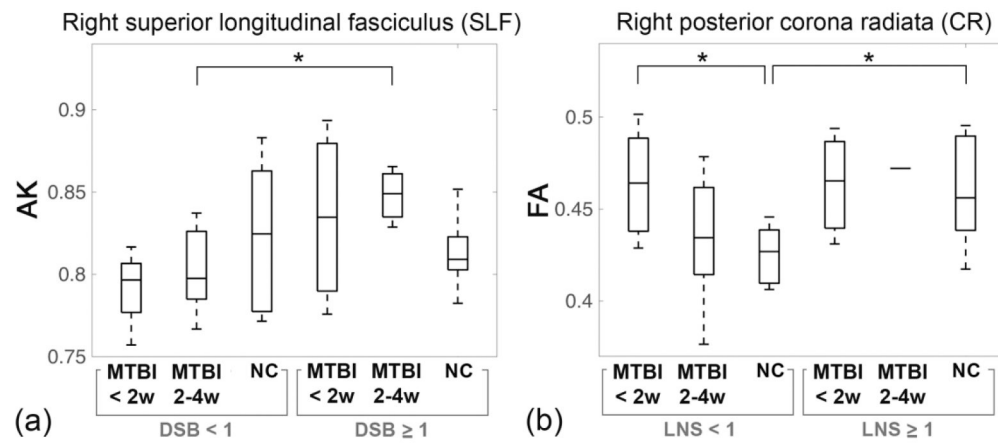 Right superior longitudinal fasciculus (SLF)
*
AK
0.9
0.85
0.8
0.75
MTBI MTBI NC MTBI MTBI NC
< 2w 2-4w < 2w 2-4w
(a)
DSB < 1 DSB ≥ 1
Right posterior corona radiata (CR)
* *
FA
0.5
0.45
0.4
MTBI MTBI NC MTBI MTBI NC
< 2w 2-4w < 2w 2-4w
(b)
LNS < 1 LNS ≥ 1